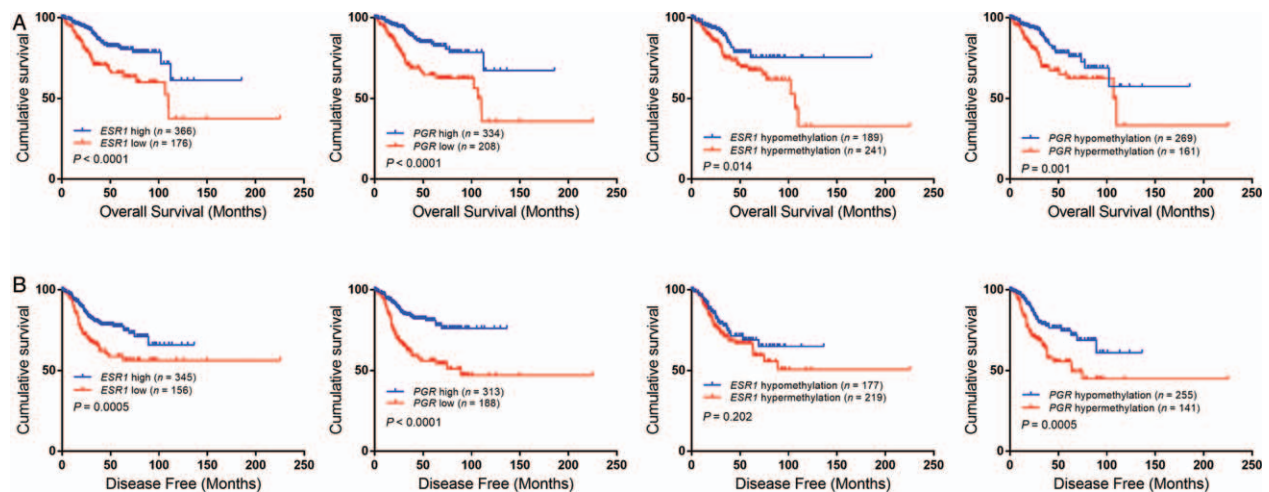 A
Cumulative survival
100
50
0
ESR1 high (n = 366)
ESR1 low (n = 176)
P < 0.0001
0 50 100 150 200 250
Overall Survival (Months)
Cumulative survival
100
50
0
PGR high (n = 334)
PGR low (n = 208)
P < 0.0001
0 50 100 150 200 250
Overall Survival (Months)
Cumulative survival
100
50
0
ESR1 hypomethylation (n = 189)
ESR1 hypermethylation (n = 241)
P = 0.014
0 50 100 150 200 250
Overall Survival (Months)
Cumulative survival
100
50
0
PGR hypomethylation (n = 269)
PGR hypermethylation (n = 161)
P = 0.001
0 50 100 150 200 250
Overall Survival (Months)
B
Cumulative survival
100
50
0
ESR1 high (n = 345)
ESR1 low (n = 156)
P = 0.0005
0 50 100 150 200 250
Disease Free (Months)
Cumulative survival
100
50
0
PGR high (n = 313)
PGR low (n = 188)
P < 0.0001
0 50 100 150 200 250
Disease Free (Months)
Cumulative survival
100
50
0
ESR1 hypomethylation (n = 177)
ESR1 hypermethylation (n = 219)
P = 0.202
0 50 100 150 200 250
Disease Free (Months)
Cumulative survival
100
50
0
PGR hypomethylation (n = 255)
PGR hypermethylation (n = 141)
P = 0.0005
0 50 100 150 200 250
Disease Free (Months)